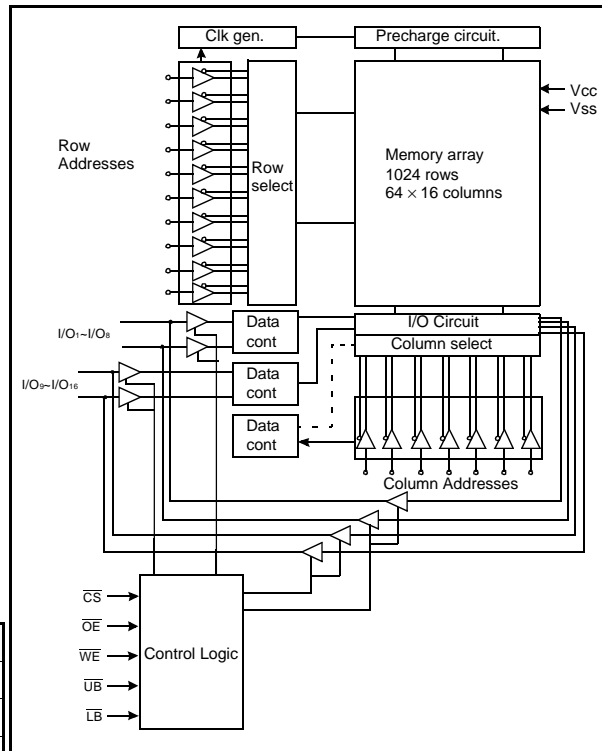 Clk gen.
Precharge circuit.
Vcc
Vss
Row
Addresses
Row
select
Memory array
1024 rows
64 × 16 columns
I/O1~I/O8
Data
cont
I/O Circuit
Column select
I/O9~I/O16
Data
cont
Data
cont
Column Addresses
CS
OE
WE
UB
LB
Control Logic